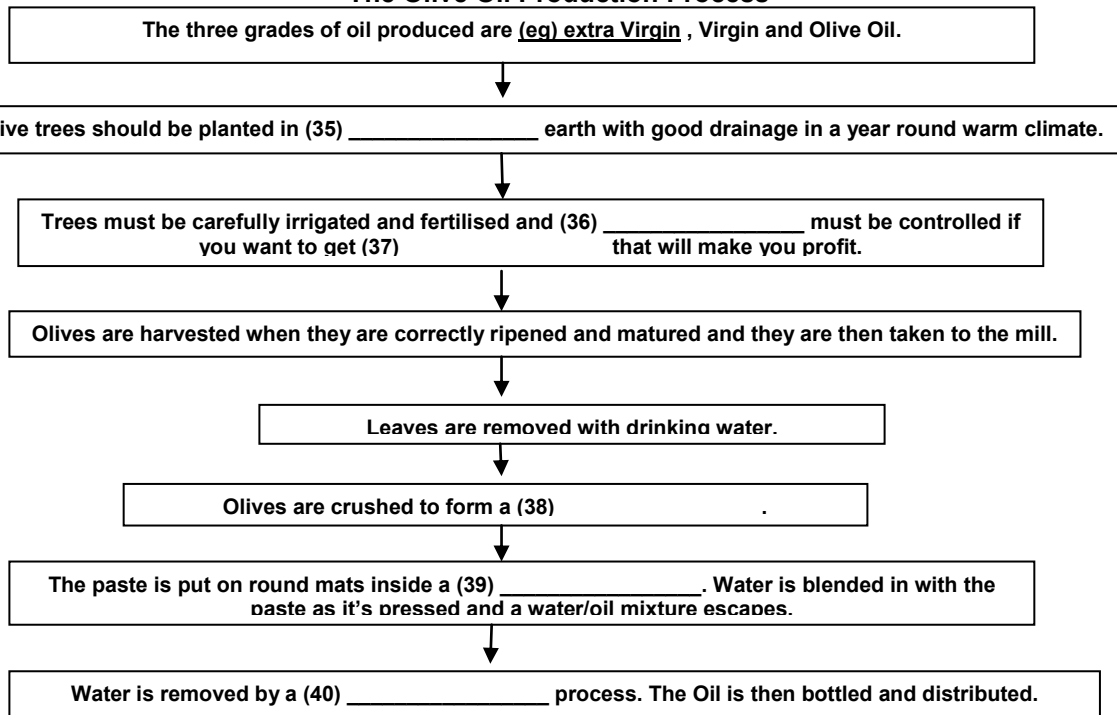 The Olive Oil Production Process
The three grades of oil produced are (eg) extra Virgin , Virgin and Olive Oil.
ive trees should be planted in (35) ________________ earth with good drainage in a year round warm climate.
Trees must be carefully irrigated and fertilised and (36) _________________ must be controlled if
you want to get (37) that will make you profit.
Olives are harvested when they are correctly ripened and matured and they are then taken to the mill.
Leaves are removed with drinking water.
Olives are crushed to form a (38) .
The paste is put on round mats inside a (39) _________________. Water is blended in with the
paste as it's pressed and a water/oil mixture escapes.
Water is removed by a (40) _________________ process. The Oil is then bottled and distributed.